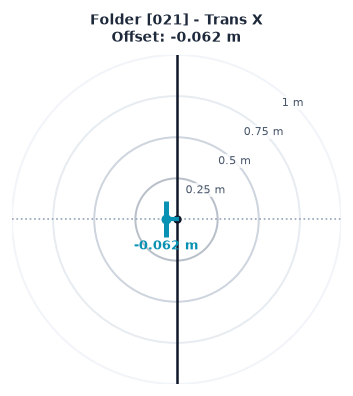 Folder [021] - Trans X
Offset: -0.062 m
1 m
0.75 m
0.5 m
0.25 m
-0.062 m